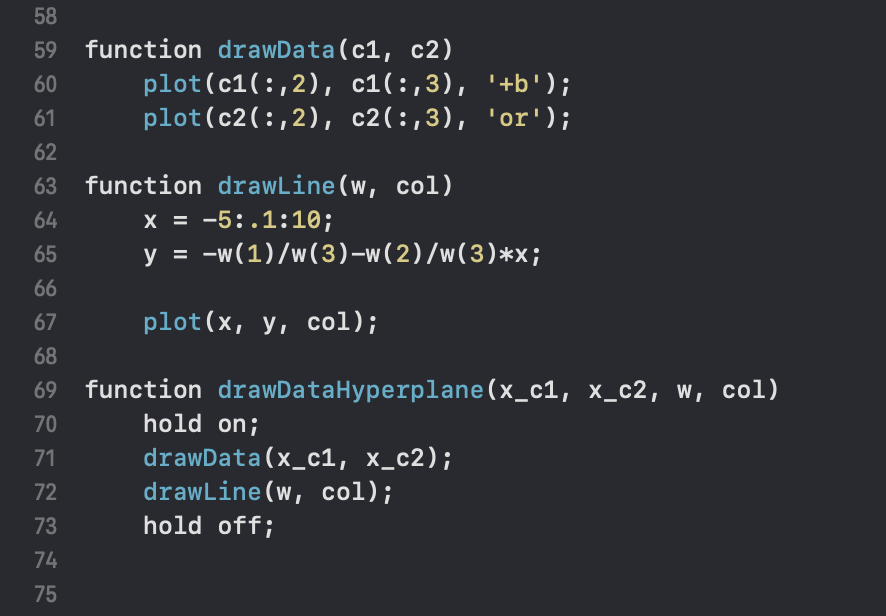 58
59 function drawData(c1, c2)
60     plot(c1(:,2), c1(:,3), '+b');
61     plot(c2(:,2), c2(:,3), 'or');
62
63 function drawLine(w, col)
64     x = -5:.1:10;
65     y = -w(1)/w(3)-w(2)/w(3)*x;
66
67     plot(x, y, col);
68
69 function drawDataHyperplane(x_c1, x_c2, w, col)
70     hold on;
71     drawData(x_c1, x_c2);
72     drawLine(w, col);
73     hold off;
74
75